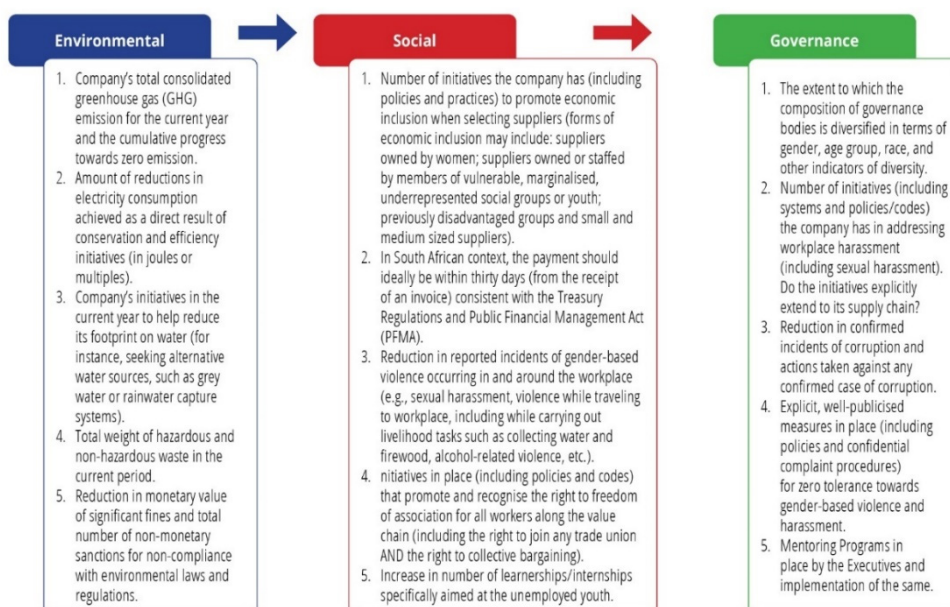 Environmental
1. Company's total consolidated
greenhouse gas (GHG)
emission for the current year
and the cumulative progress
towards zero emission.
2. Amount of reductions in
electricity consumption
achieved as a direct result of
conservation and efficiency
initiatives (in joules or
multiples).
3. Company's initiatives in the
current year to help reduce
its footprint on water (for
instance, seeking alternative
water sources, such as grey
water or rainwater capture
systems).
4. Total weight of hazardous and
non-hazardous waste in the
current period.
5. Reduction in monetary value
of significant fines and total
number of non-monetary
sanctions for non-compliance
with environmental laws and
regulations.
Social
1. Number of initiatives the company has (including
policies and practices) to promote economic
inclusion when selecting suppliers (forms of
economic inclusion may include: suppliers
owned by women; suppliers owned or staffed
by members of vulnerable, marginalised,
underrepresented social groups or youth;
previously disadvantaged groups and small and
medium sized suppliers).
2. In South African context, the payment should
ideally be within thirty days (from the receipt
of an invoice) consistent with the Treasury
Regulations and Public Financial Management Act
(PFMA).
3. Reduction in reported incidents of gender-based
violence occurring in and around the workplace
(e.g., sexual harassment, violence while traveling
to workplace, including while carrying out
livelihood tasks such as collecting water and
firewood, alcohol-related violence, etc.).
4. nitiatives in place (including policies and codes)
that promote and recognise the right to freedom
of association for all workers along the value
chain (including the right to join any trade union
AND the right to collective bargaining).
5. Increase in number of learnerships/internships
specifically aimed at the unemployed youth.
Governance
1. The extent to which the
composition of governance
bodies is diversified in terms of
gender, age group, race, and
other indicators of diversity.
2. Number of initiatives (including
systems and policies/codes)
the company has in addressing
workplace harassment
(including sexual harassment).
Do the initiatives explicitly
extend to its supply chain?
3. Reduction in confirmed
incidents of corruption and
actions taken against any
confirmed case of corruption.
4. Explicit, well-publicised
measures in place (including
policies and confidential
complaint procedures)
for zero tolerance towards
gender-based violence and
harassment.
5. Mentoring Programs in
place by the Executives and
implementation of the same.